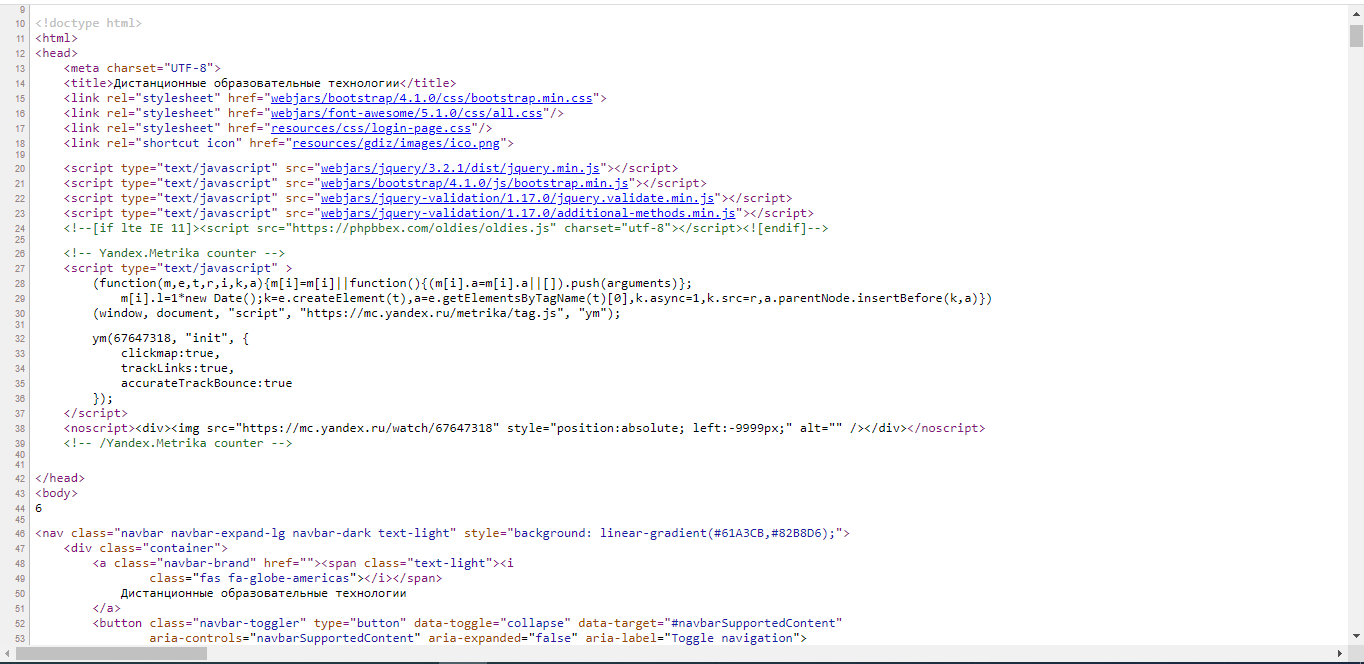 9
10 <!doctype html>
11 <html>
12 <head>
13     <meta charset="UTF-8">
14     <title>Дистанционные образовательные технологии</title>
15     <link rel="stylesheet" href="webjars/bootstrap/4.1.0/css/bootstrap.min.css">
16     <link rel="stylesheet" href="webjars/font-awesome/5.1.0/css/all.css"/>
17     <link rel="stylesheet" href="resources/css/login-page.css"/>
18     <link rel="shortcut icon" href="resources/gdiz/images/ico.png">
19
20     <script type="text/javascript" src="webjars/jquery/3.2.1/dist/jquery.min.js"></script>
21     <script type="text/javascript" src="webjars/bootstrap/4.1.0/js/bootstrap.min.js"></script>
22     <script type="text/javascript" src="webjars/jquery-validation/1.17.0/jquery.validate.min.js"></script>
23     <script type="text/javascript" src="webjars/jquery-validation/1.17.0/additional-methods.min.js"></script>
24     <!--[if lte IE 11]><script src="https://phpbbex.com/oldies/oldies.js" charset="utf-8"></script><![endif]-->
25
26     <!-- Yandex.Metrika counter -->
27     <script type="text/javascript" >
28         (function(m,e,t,r,i,k,a){m[i]=m[i]||function(){(m[i].a=m[i].a||[]).push(arguments)};
29             m[i].l=1*new Date();k=e.createElement(t),a=e.getElementsByTagName(t)[0],k.async=1,k.src=r,a.parentNode.insertBefore(k,a)})
30         (window, document, "script", "https://mc.yandex.ru/metrika/tag.js", "ym");
31
32         ym(67647318, "init", {
33             clickmap:true,
34             trackLinks:true,
35             accurateTrackBounce:true
36         });
37     </script>
38     <noscript><div><img src="https://mc.yandex.ru/watch/67647318" style="position:absolute; left:-9999px;" alt="" /></div></noscript>
39     <!-- /Yandex.Metrika counter -->
40
41
42 </head>
43 <body>
44 6
45
46 <nav class="navbar navbar-expand-lg navbar-dark text-light" style="background: linear-gradient(#61A3CB,#82B8D6);">
47     <div class="container">
48         <a class="navbar-brand" href=""><span class="text-light"><i
49                 class="fas fa-globe-americas"></i></span>
50             Дистанционные образовательные технологии
51         </a>
52         <button class="navbar-toggler" type="button" data-toggle="collapse" data-target="#navbarSupportedContent"
53                 aria-controls="navbarSupportedContent" aria-expanded="false" aria-label="Toggle navigation">